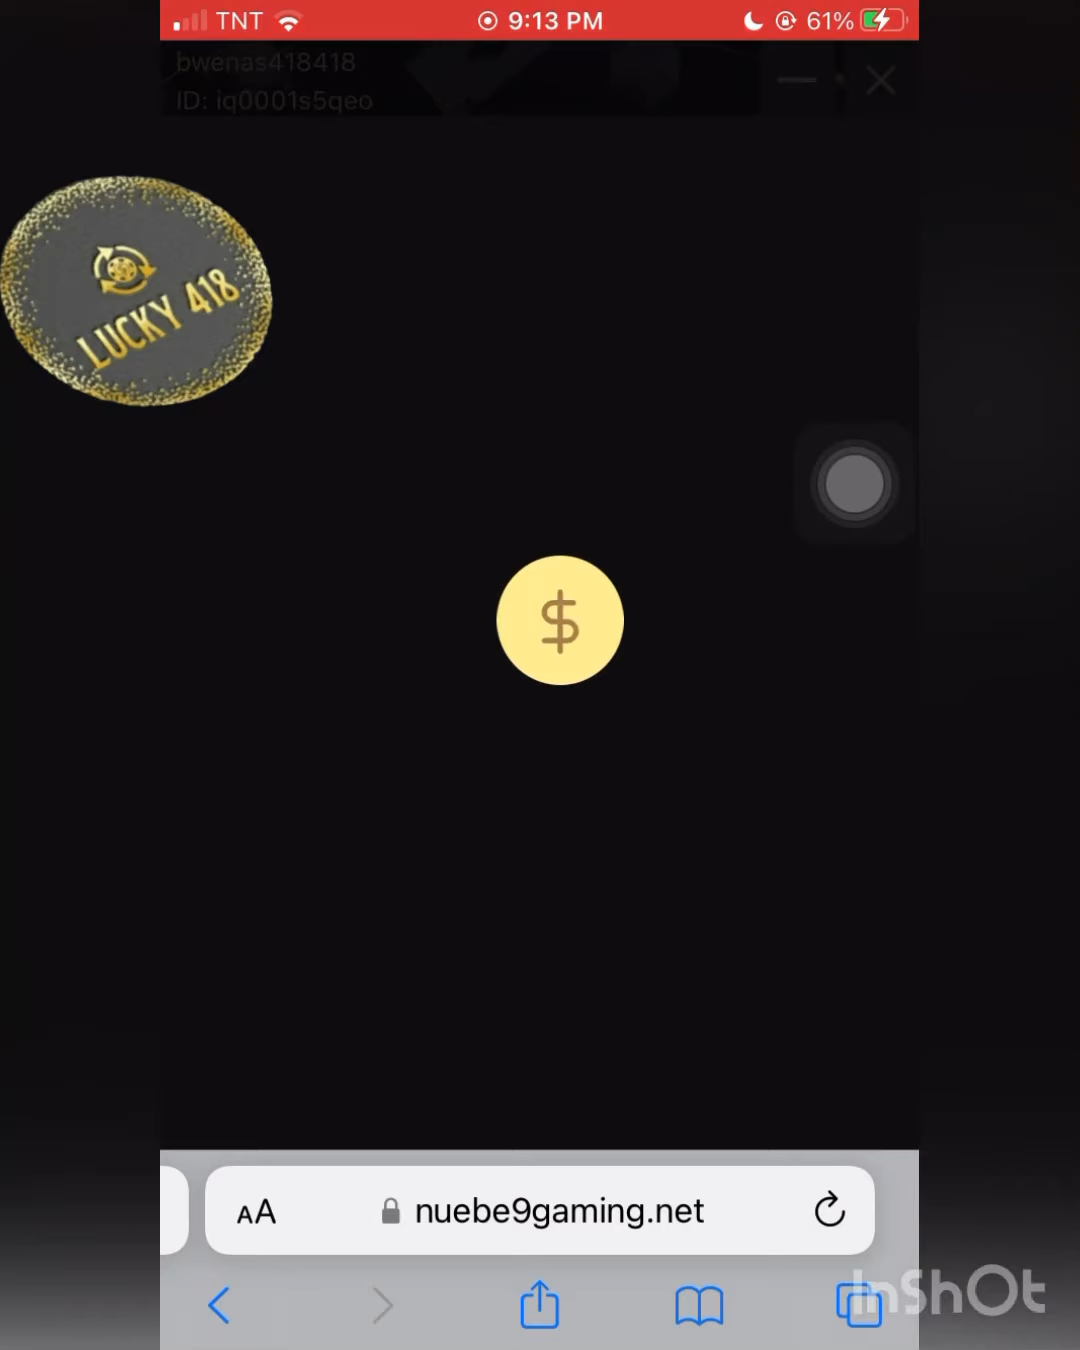 TNT
9:13 PM
61%
bwenas418418
ID: iq0001s5qeo
LUCKY 418
$
AA
nuebe9gaming.net
InShOt